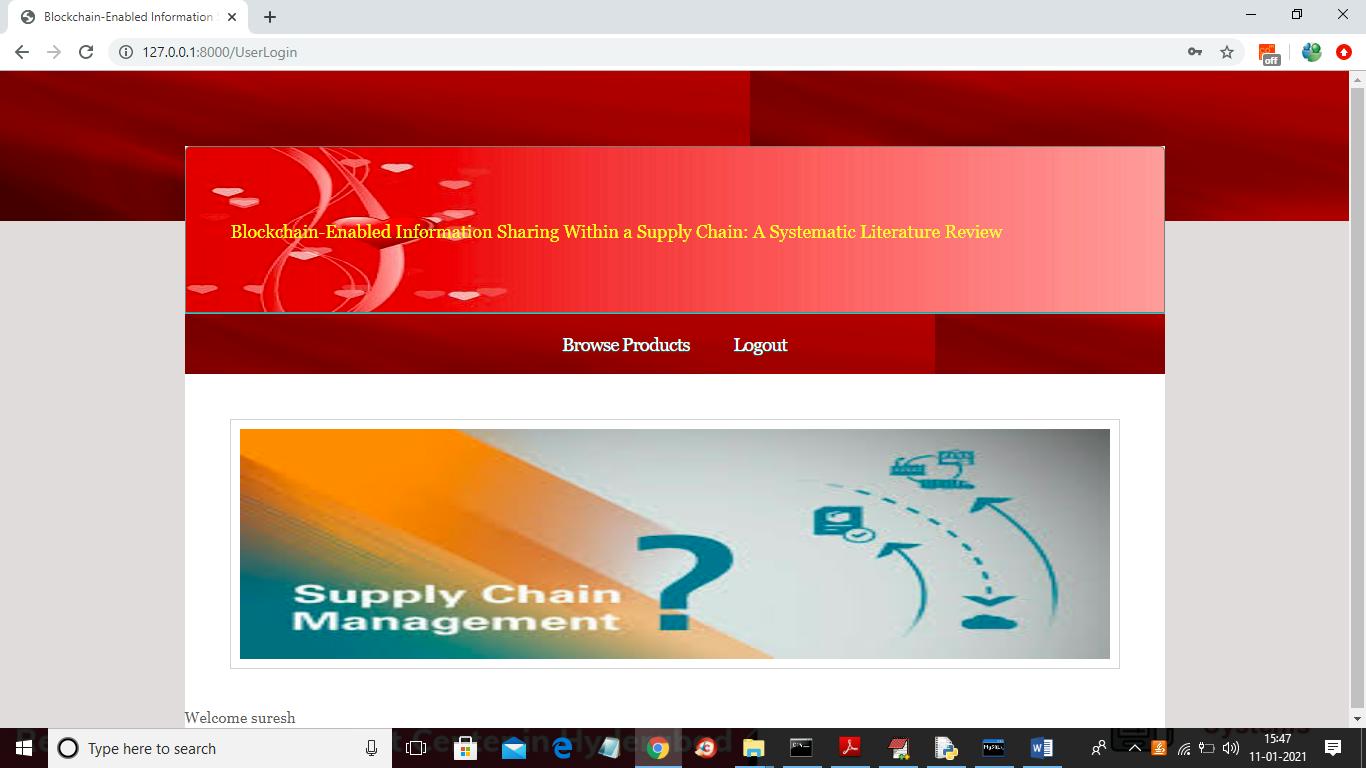 Blockchain-Enabled Information
127.0.0.1:8000/UserLogin
off
Blockchain-Enabled Information Sharing Within a Supply Chain: A Systematic Literature Review
Browse Products Logout
Supply Chain
Management
?
Welcome suresh
Type here to search
15:47
11-01-2021